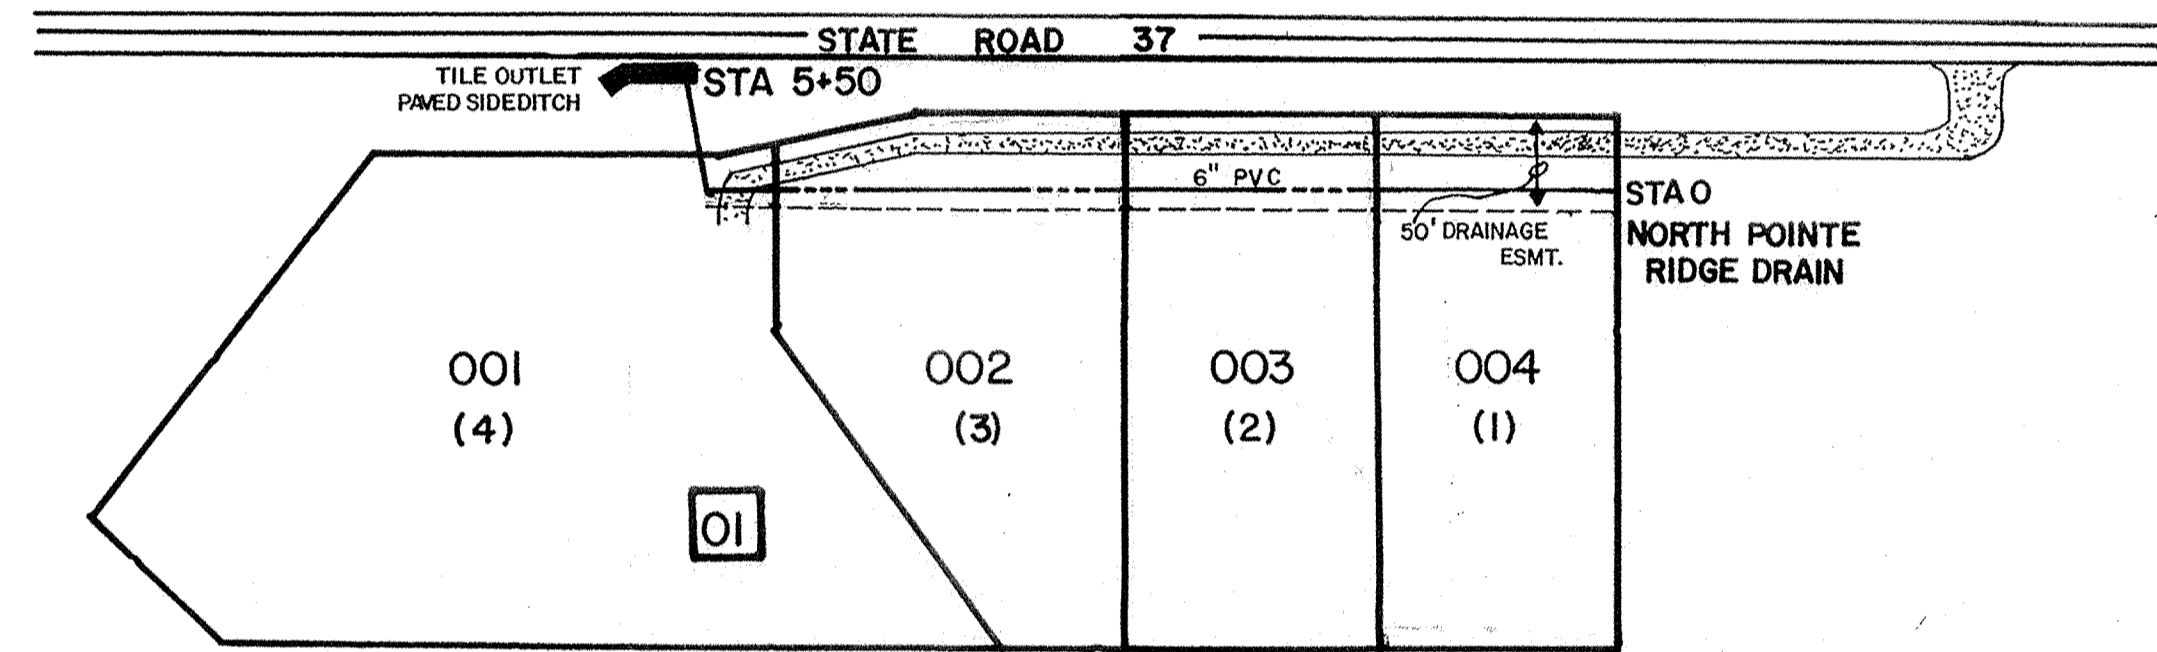 STATE ROAD 37
TILE OUTLET
PAVED SIDEDITCH
STA 5+50
6" PVC
STA 0
50' DRAINAGE
ESMT.
NORTH POINTE
RIDGE DRAIN
001
(4)
002
(3)
003
(2)
004
(1)
01